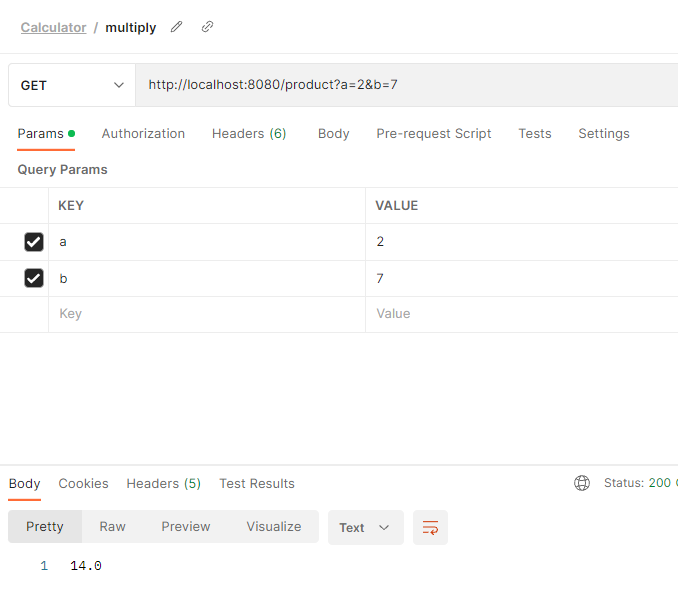 Calculator / multiply
GET http://localhost:8080/product?a=2&b=7
Params Authorization Headers (6) Body Pre-request Script Tests Settings
Query Params
KEY VALUE
a 2
b 7
Key Value
Body Cookies Headers (5) Test Results Status: 200
Pretty Raw Preview Visualize Text
1 14.0